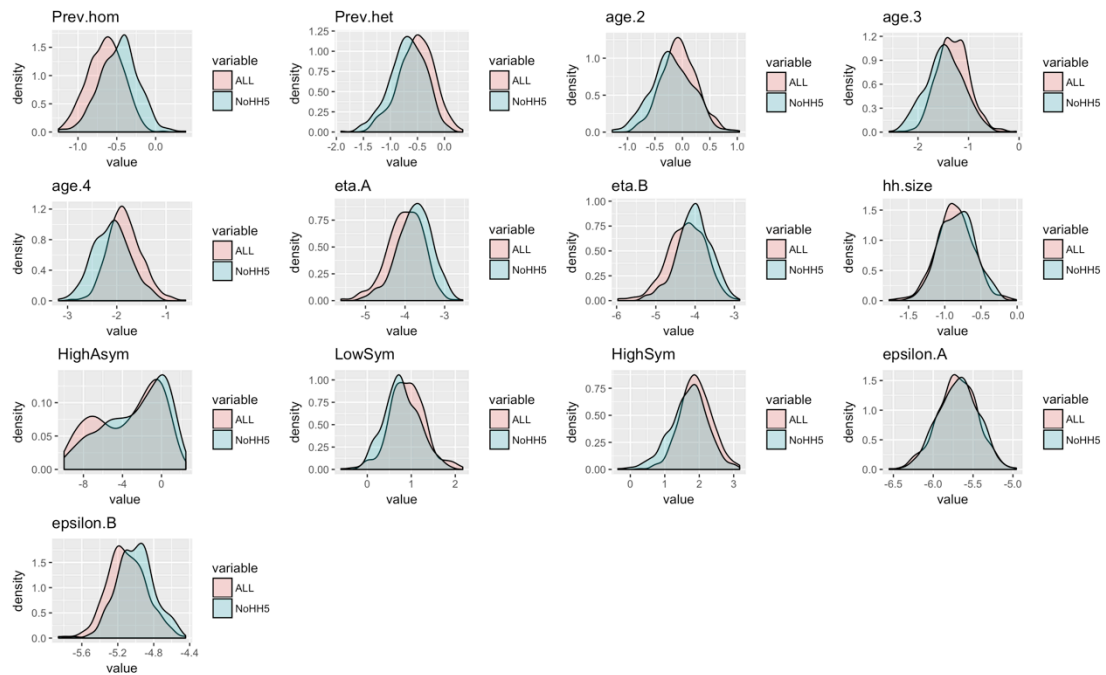 Prev.hom
density
1.5
1.0
0.5
0.0
-1.0
-0.5
0.0
value
variable
ALL
NoHH5
Prev.het
density
1.25
1.00
0.75
0.50
0.25
0.00
-2.0
-1.5
-1.0
-0.5
0.0
value
variable
ALL
NoHH5
age.2
density
1.0
0.5
0.0
-1.0
-0.5
0.0
0.5
1.0
value
variable
ALL
NoHH5
age.3
density
1.2
0.9
0.6
0.3
0.0
-2
-1
0
value
variable
ALL
NoHH5
age.4
density
1.2
0.8
0.4
0.0
-3
-2
-1
value
variable
ALL
NoHH5
eta.A
density
0.75
0.50
0.25
0.00
-5
-4
-3
value
variable
ALL
NoHH5
eta.B
density
1.00
0.75
0.50
0.25
0.00
-6
-5
-4
-3
value
variable
ALL
NoHH5
hh.size
density
1.5
1.0
0.5
0.0
-1.5
-1.0
-0.5
0.0
value
variable
ALL
NoHH5
HighAsym
density
0.10
0.05
0.00
-8
-4
0
value
variable
ALL
NoHH5
LowSym
density
1.00
0.75
0.50
0.25
0.00
0
1
2
value
variable
ALL
NoHH5
HighSym
density
0.75
0.50
0.25
0.00
0
1
2
3
value
variable
ALL
NoHH5
epsilon.A
density
1.5
1.0
0.5
0.0
-6.5
-6.0
-5.5
-5.0
value
variable
ALL
NoHH5
epsilon.B
density
1.5
1.0
0.5
0.0
-5.6
-5.2
-4.8
-4.4
value
variable
ALL
NoHH5